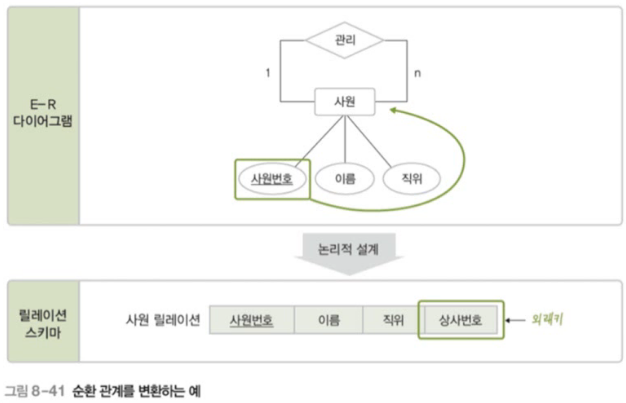 E-R
다이어그램
관리
1
n
사원
사원번호
이름
직위
논리적 설계
릴레이션
스키마
사원 릴레이션
사원번호
이름
직위
상사번호
외래키
그림 8-41 순환 관계를 변환하는 예